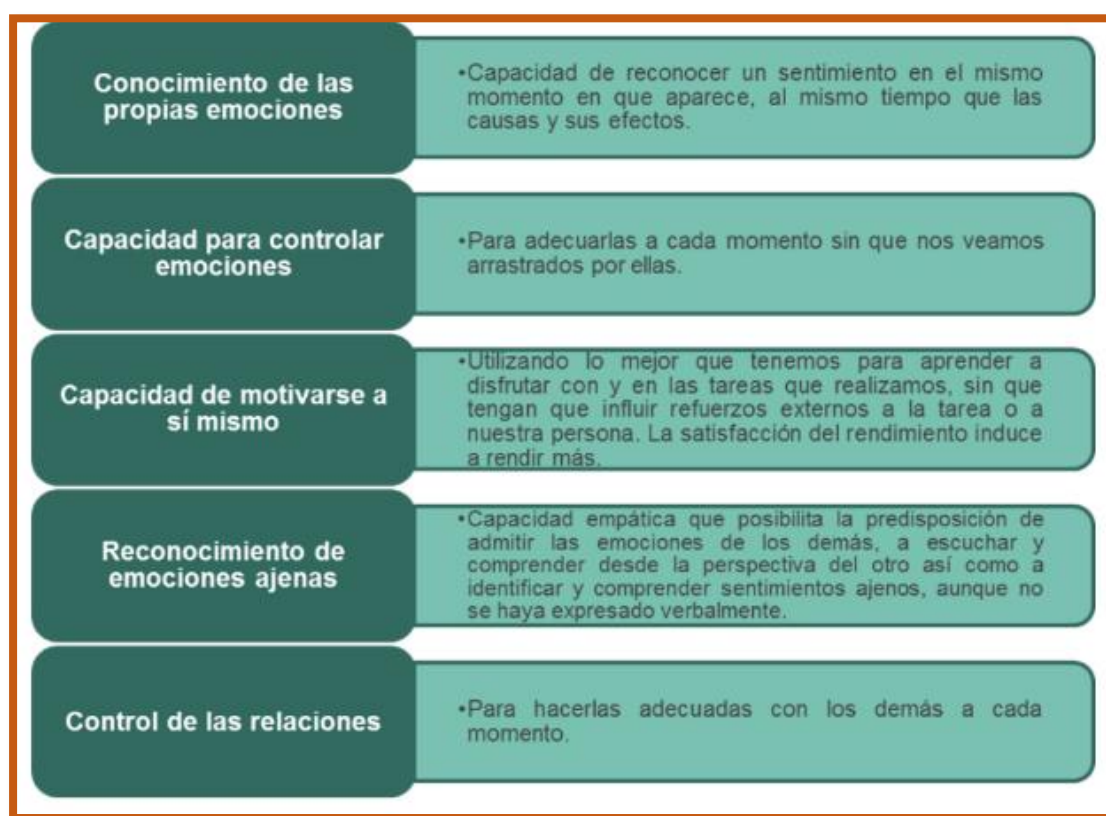 Conocimiento de las
propias emociones
•Capacidad de reconocer un sentimiento en el mismo
momento en que aparece, al mismo tiempo que las
causas y sus efectos.
Capacidad para controlar
emociones
•Para adecuarlas a cada momento sin que nos veamos
arrastrados por ellas.
Capacidad de motivarse a
sí mismo
•Utilizando lo mejor que tenemos para aprender a
disfrutar con y en las tareas que realizamos, sin que
tengan que influir refuerzos externos a la tarea o a
nuestra persona. La satisfacción del rendimiento induce
a rendir más.
Reconocimiento de
emociones ajenas
•Capacidad empática que posibilita la predisposición de
admitir las emociones de los demás, a escuchar y
comprender desde la perspectiva del otro así como a
identificar y comprender sentimientos ajenos, aunque no
se haya expresado verbalmente.
Control de las relaciones
•Para hacerlas adecuadas con los demás a cada
momento.